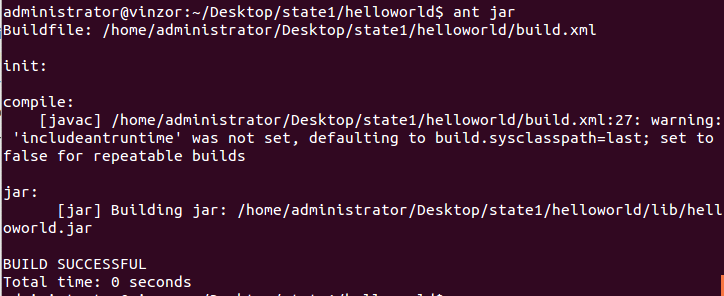 administrator@vinzor:~/Desktop/state1/helloworld$ ant jar
Buildfile: /home/administrator/Desktop/state1/helloworld/build.xml
init:
compile:
[javac] /home/administrator/Desktop/state1/helloworld/build.xml:27: warning:
'includeantruntime' was not set, defaulting to build.sysclasspath=last; set to
false for repeatable builds
jar:
[jar] Building jar: /home/administrator/Desktop/state1/helloworld/lib/hell
oworld.jar
BUILD SUCCESSFUL
Total time: 0 seconds